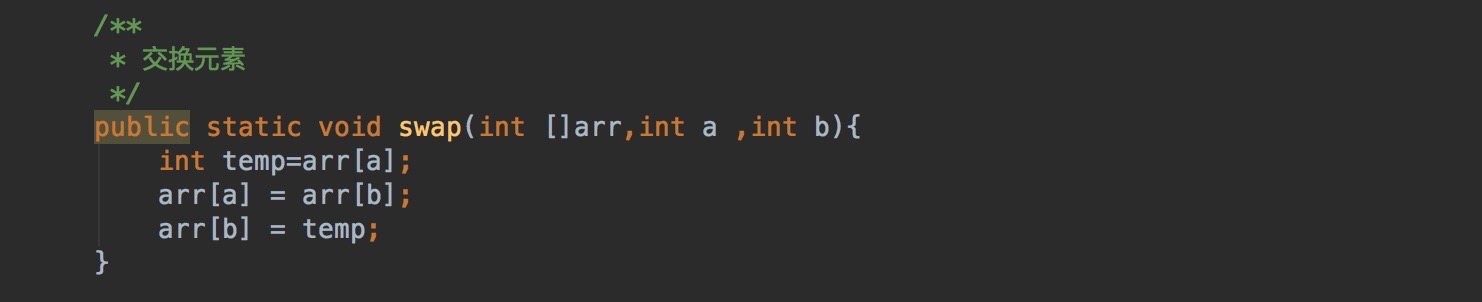 /**
 * 交换元素
 */
public static void swap(int []arr,int a ,int b){
    int temp=arr[a];
    arr[a] = arr[b];
    arr[b] = temp;
}